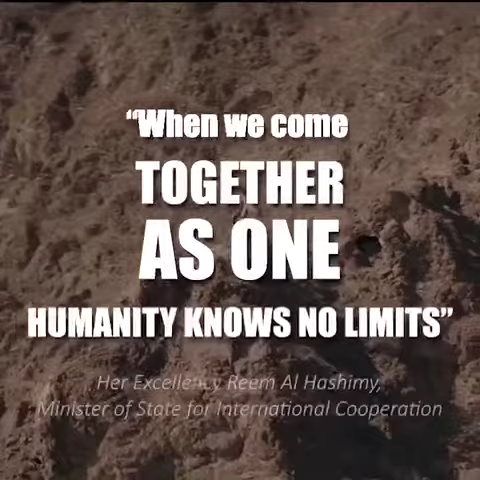 “When we come
TOGETHER
AS ONE
HUMANITY KNOWS NO LIMITS”
Her Excellency Reem Al Hashimy,
Minister of State for International Cooperation